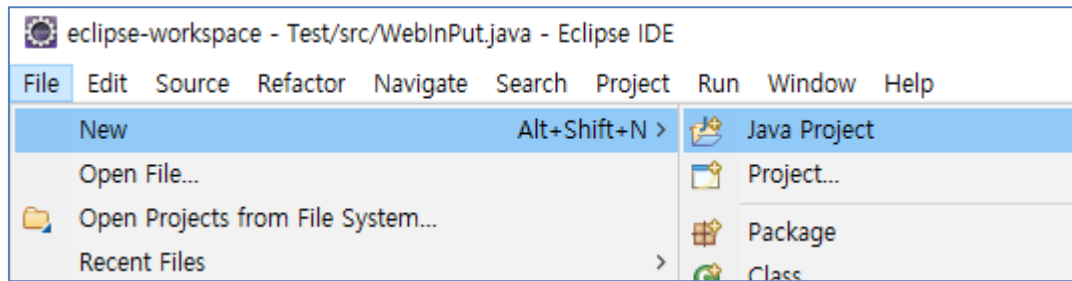 eclipse-workspace - Test/src/WebInPut.java - Eclipse IDE
File Edit Source Refactor Navigate Search Project Run Window Help
New Alt+Shift+N > Java Project
Open File... Project...
Open Projects from File System... Package
Recent Files > Class